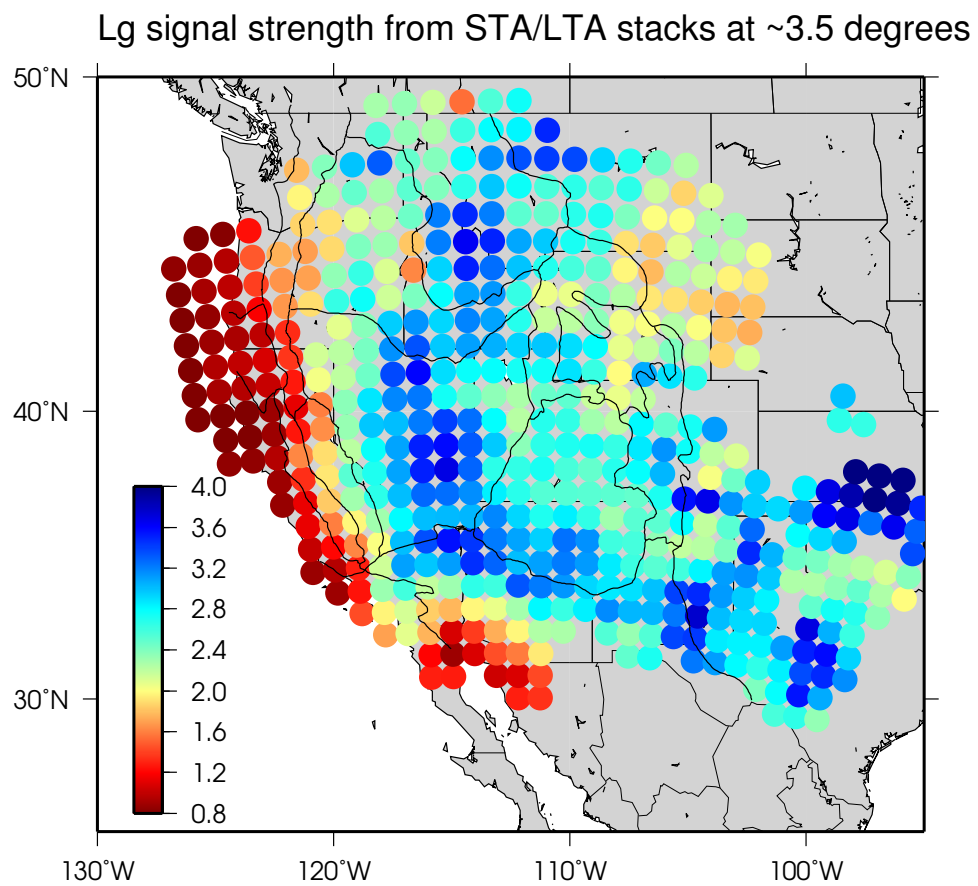 Lg signal strength from STA/LTA stacks at ~3.5 degrees
50˚N
40˚N
30˚N
4.0
3.6
3.2
2.8
2.4
2.0
1.6
1.2
0.8
130˚W
120˚W
110˚W
100˚W